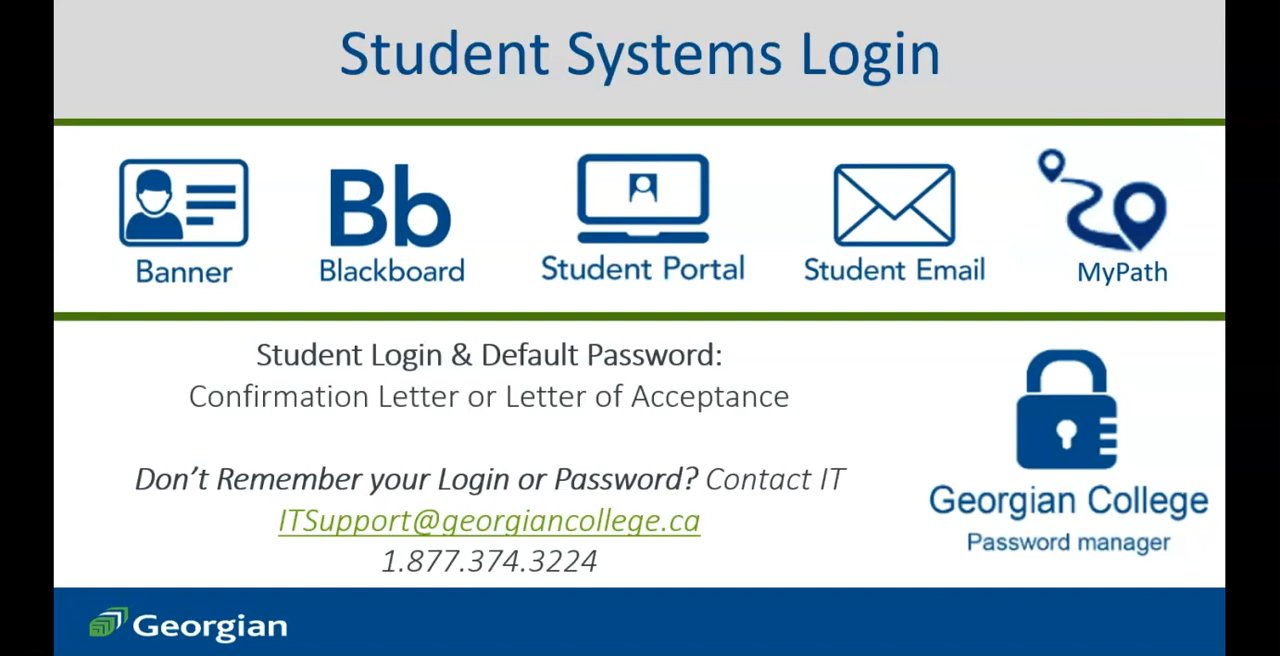 Student Systems Login
Bb
Banner
Blackboard
Student Portal
Student Email
MyPath
Student Login & Default Password:
Confirmation Letter or Letter of Acceptance
Don’t Remember your Login or Password? Contact IT
ITSupport@georgiancollege.ca
1.877.374.3224
Georgian College
Password manager
Georgian